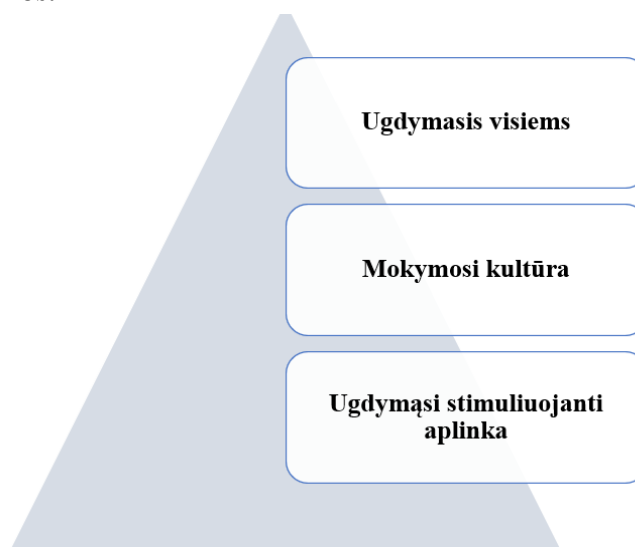 Ugdymasis visiems
Mokymosi kultūra
Ugdymąsi stimuliuojanti
aplinka